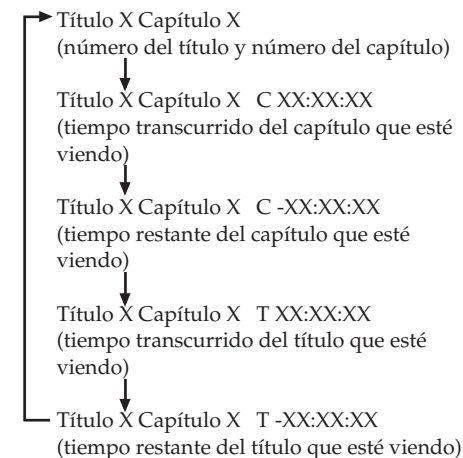 Título X Capítulo X
(número del título y número del capítulo)
Título X Capítulo X   C XX:XX:XX
(tiempo transcurrido del capítulo que esté
viendo)
Título X Capítulo X   C -XX:XX:XX
(tiempo restante del capítulo que esté
viendo)
Título X Capítulo X   T XX:XX:XX
(tiempo transcurrido del título que esté
viendo)
Título X Capítulo X   T -XX:XX:XX
(tiempo restante del título que esté viendo)